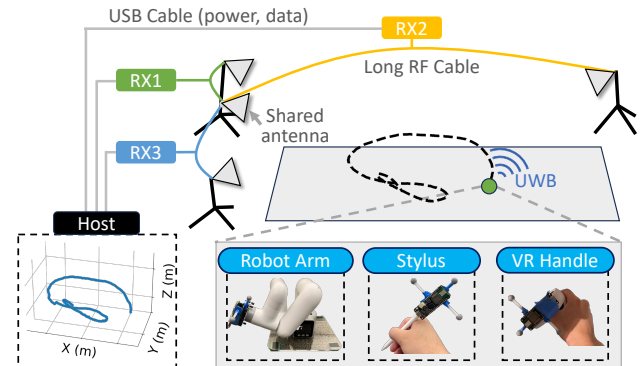 USB Cable (power, data)
RX2
Long RF Cable
RX1
Shared
antenna
RX3
UWB
Host
Robot Arm
Stylus
VR Handle
Z (m)
Y (m)
X (m)